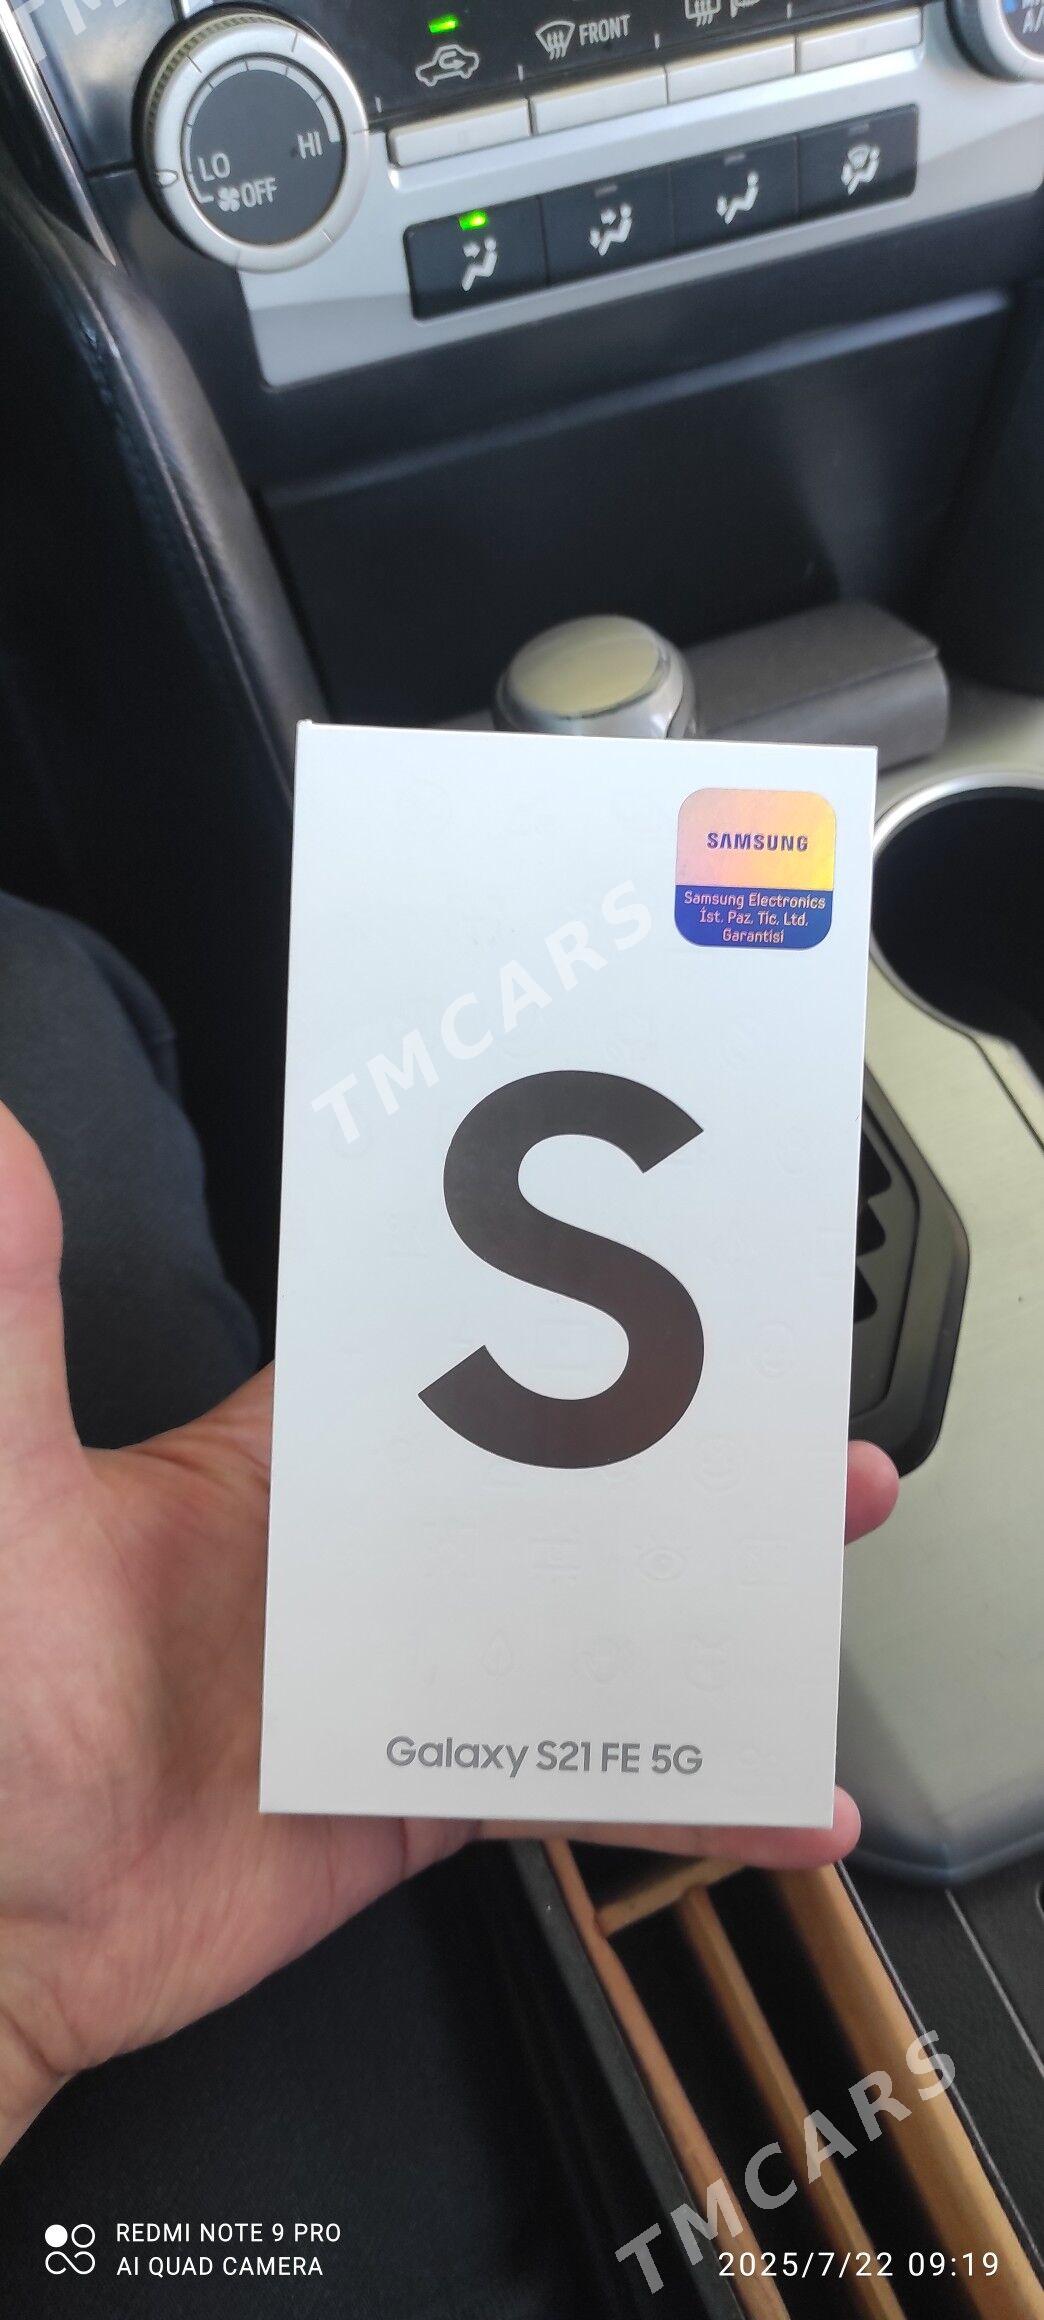 FRONT
LO
HI
OFF
SAMSUNG
Samsung Electronics
İst. Paz. Tic. Ltd.
Garantisi
TMCARS
S
Galaxy S21 FE 5G
TMCARS
REDMI NOTE 9 PRO
AI QUAD CAMERA
2025/7/22 09:19